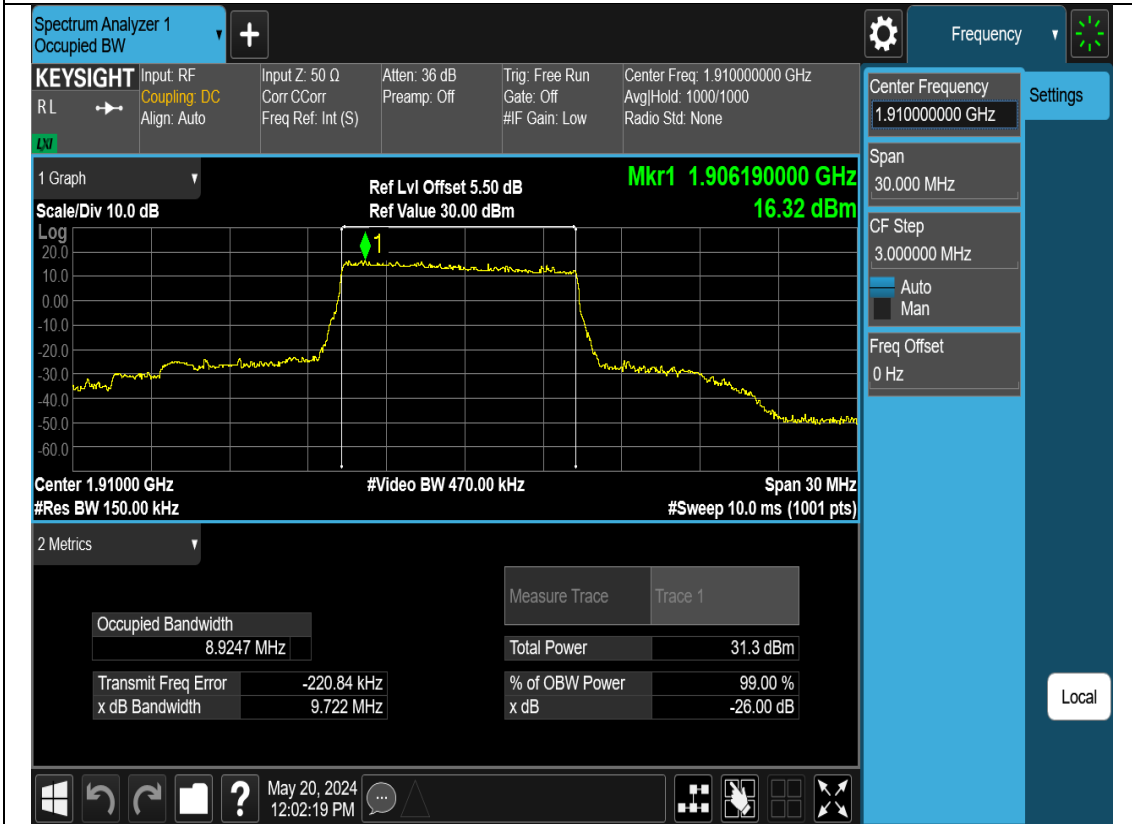 Spectrum Analyzer 1
Occupied BW
▼
+
Frequency
▼
KEYSIGHT
RL
LXI
Input: RF
Coupling: DC
Align: Auto
Input Z: 50 Ω
Corr CCorr
Freq Ref: Int (S)
Atten: 36 dB
Preamp: Off
Trig: Free Run
Gate: Off
#IF Gain: Low
Center Freq: 1.910000000 GHz
Avg|Hold: 1000/1000
Radio Std: None
Center Frequency
1.910000000 GHz
Settings
Span
30.000 MHz
CF Step
3.000000 MHz
Auto
Man
Freq Offset
0 Hz
Local
1 Graph
▼
Scale/Div 10.0 dB
Ref Lvl Offset 5.50 dB
Ref Value 30.00 dBm
Mkr1 1.906190000 GHz
16.32 dBm
Log
20.0
10.0
0.00
-10.0
-20.0
-30.0
-40.0
-50.0
-60.0
1
Center 1.91000 GHz
#Video BW 470.00 kHz
Span 30 MHz
#Res BW 150.00 kHz
#Sweep 10.0 ms (1001 pts)
2 Metrics
▼
Measure Trace Trace 1
Occupied Bandwidth
8.9247 MHz
Total Power 31.3 dBm
Transmit Freq Error -220.84 kHz
% of OBW Power 99.00 %
x dB Bandwidth 9.722 MHz
x dB -26.00 dB
?
May 20, 2024
12:02:19 PM